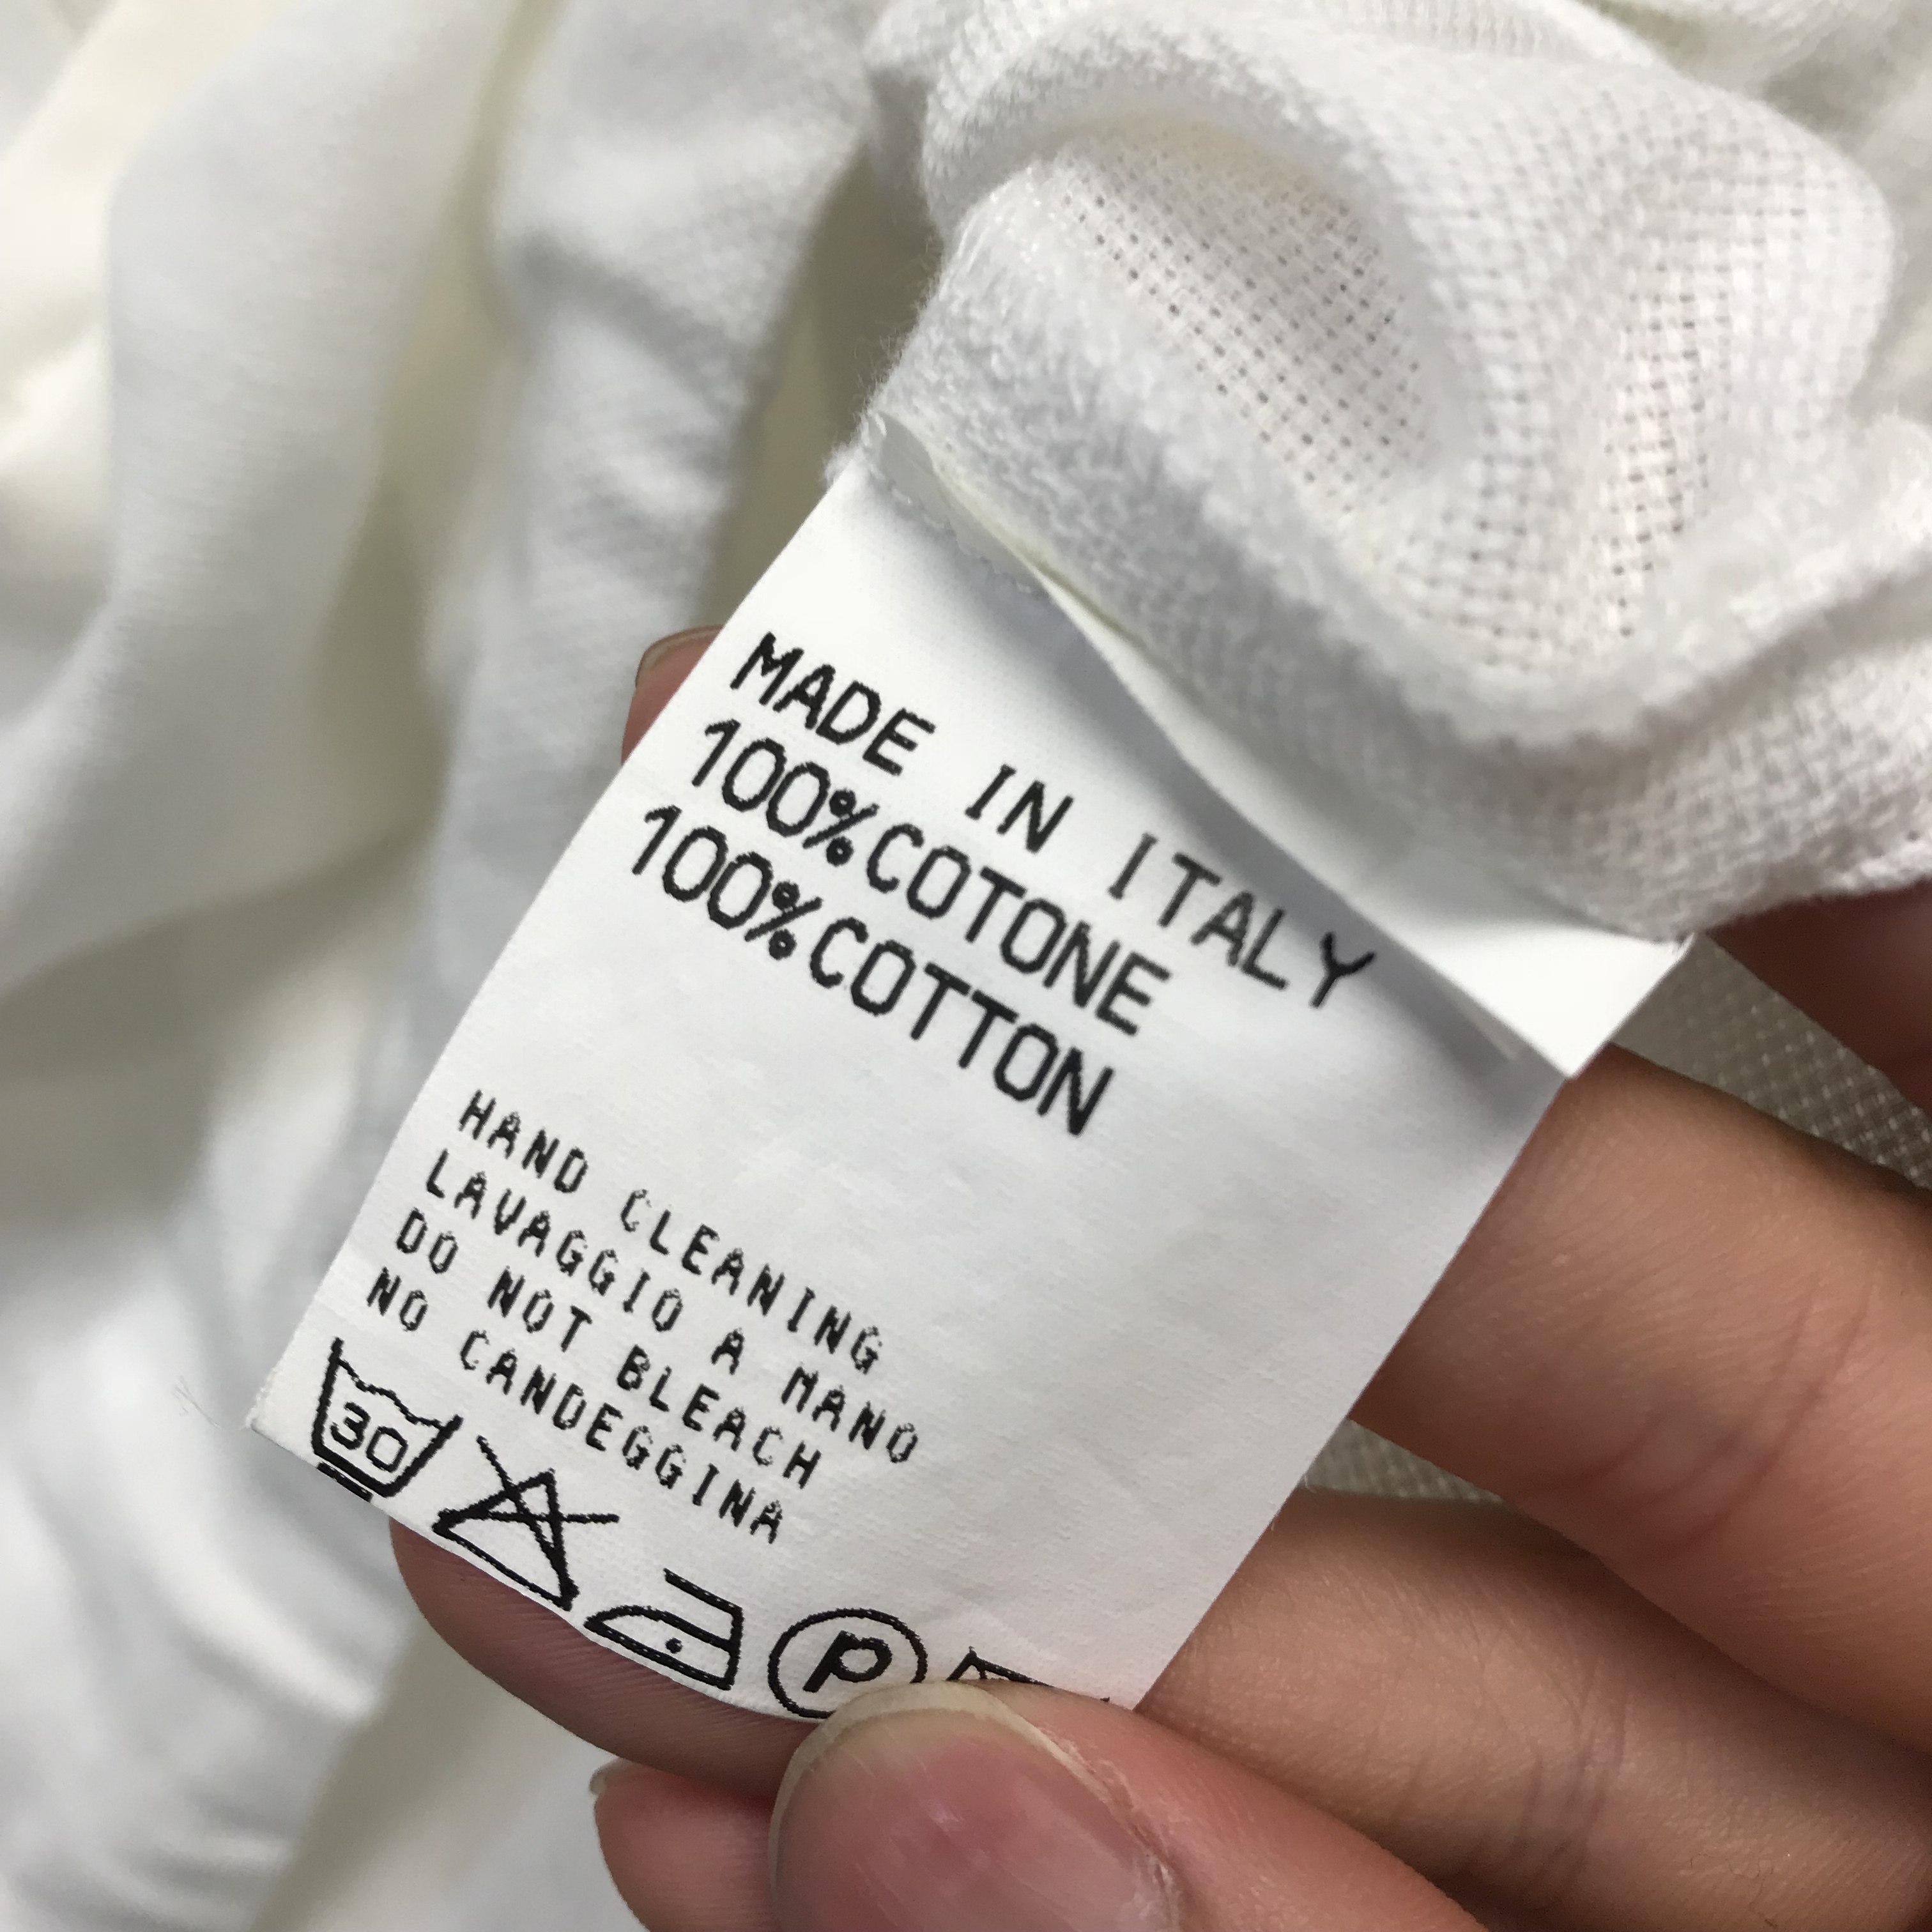 MADE IN ITALY
100%COTONE
100%COTTON
HAND CLEANING
LAVAGGIO A MANO
DO NOT BLEACH
NO CANDEGGINA
30
P